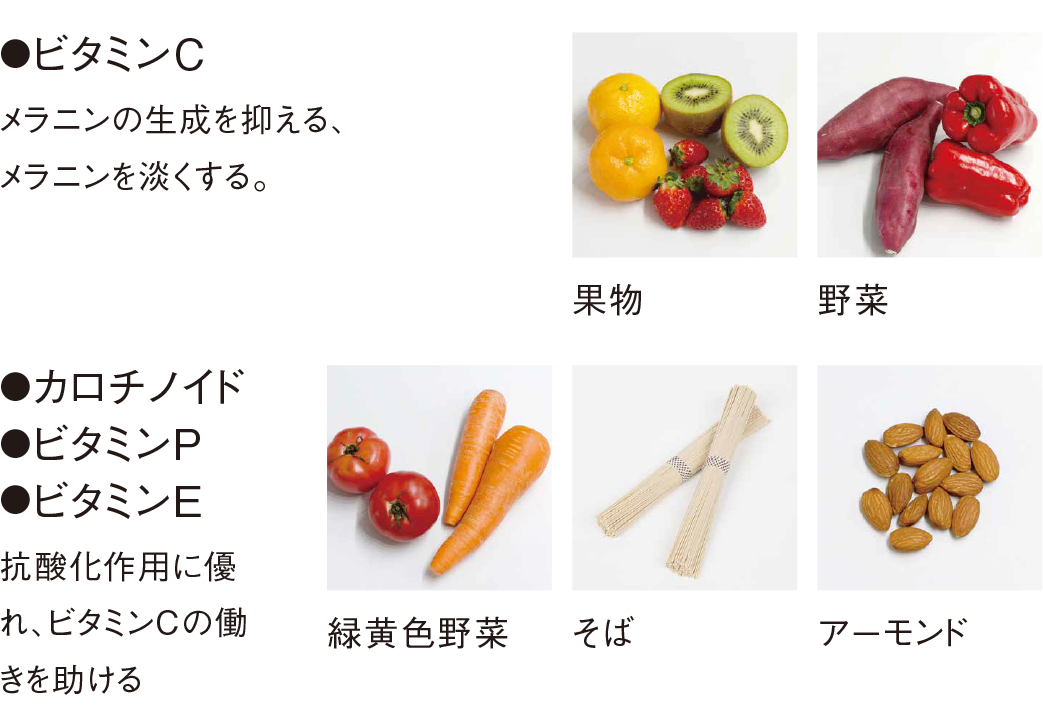 ●ビタミンC
メラニンの生成を抑える、
メラニンを淡くする。
果物
野菜
●カロチノイド
●ビタミンP
●ビタミンE
抗酸化作用に優
れ、ビタミンCの働
きを助ける
緑黄色野菜
そば
アーモンド